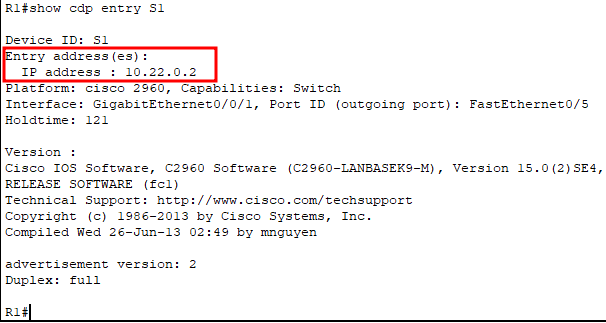 R1#show cdp entry S1
Device ID: S1
Entry address(es):
IP address : 10.22.0.2
Platform: cisco 2960, Capabilities: Switch
Interface: GigabitEthernet0/0/1, Port ID (outgoing port): FastEthernet0/5
Holdtime: 121
Version :
Cisco IOS Software, C2960 Software (C2960-LANBASEK9-M), Version 15.0(2)SE4,
RELEASE SOFTWARE (fc1)
Technical Support: http://www.cisco.com/techsupport
Copyright (c) 1986-2013 by Cisco Systems, Inc.
Compiled Wed 26-Jun-13 02:49 by mnguyen
advertisement version: 2
Duplex: full
R1#